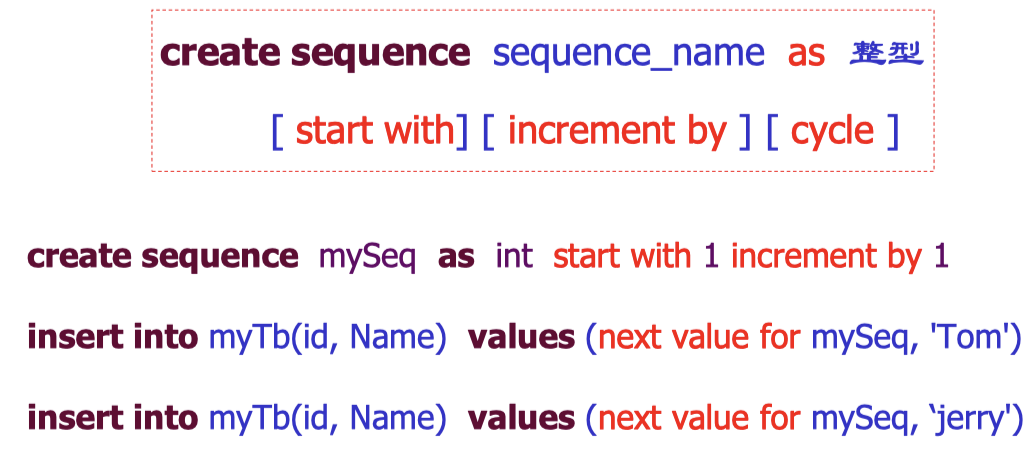 create sequence sequence_name as 整型
[ start with] [ increment by ] [ cycle ]
create sequence mySeq as int start with 1 increment by 1
insert into myTb(id, Name) values (next value for mySeq, 'Tom')
insert into myTb(id, Name) values (next value for mySeq, ‘jerry')